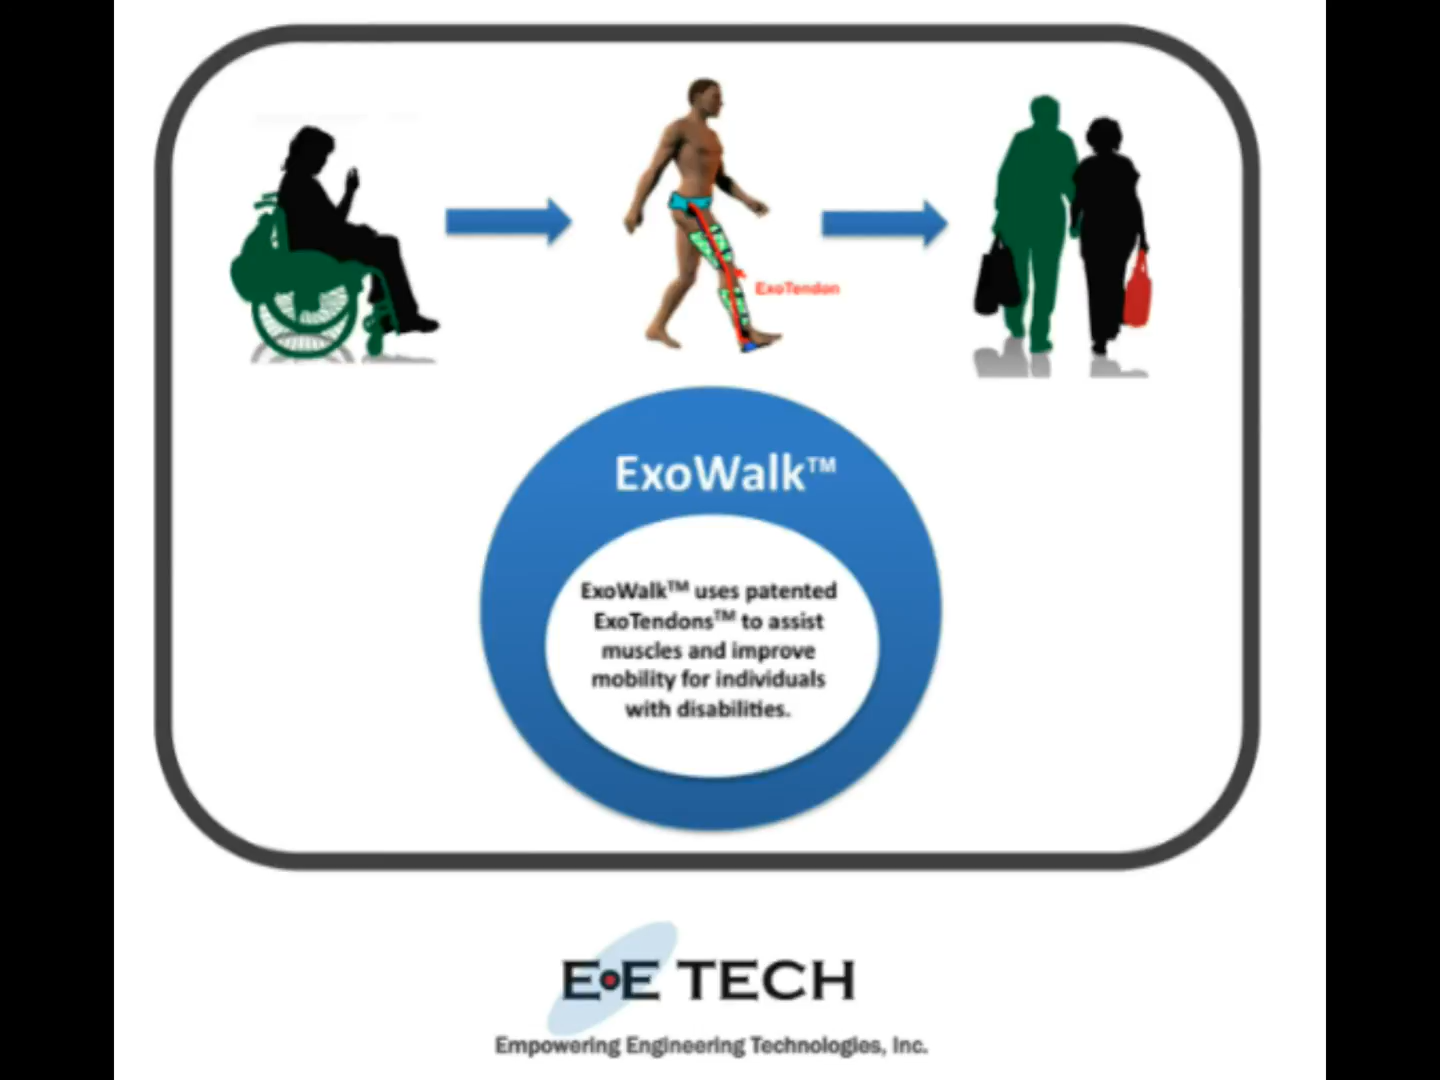 ExoTendon
ExoWalk™
ExoWalk™ uses patented
ExoTendons™ to assist
muscles and improve
mobility for individuals
with disabilities.
E•E TECH
Empowering Engineering Technologies, Inc.